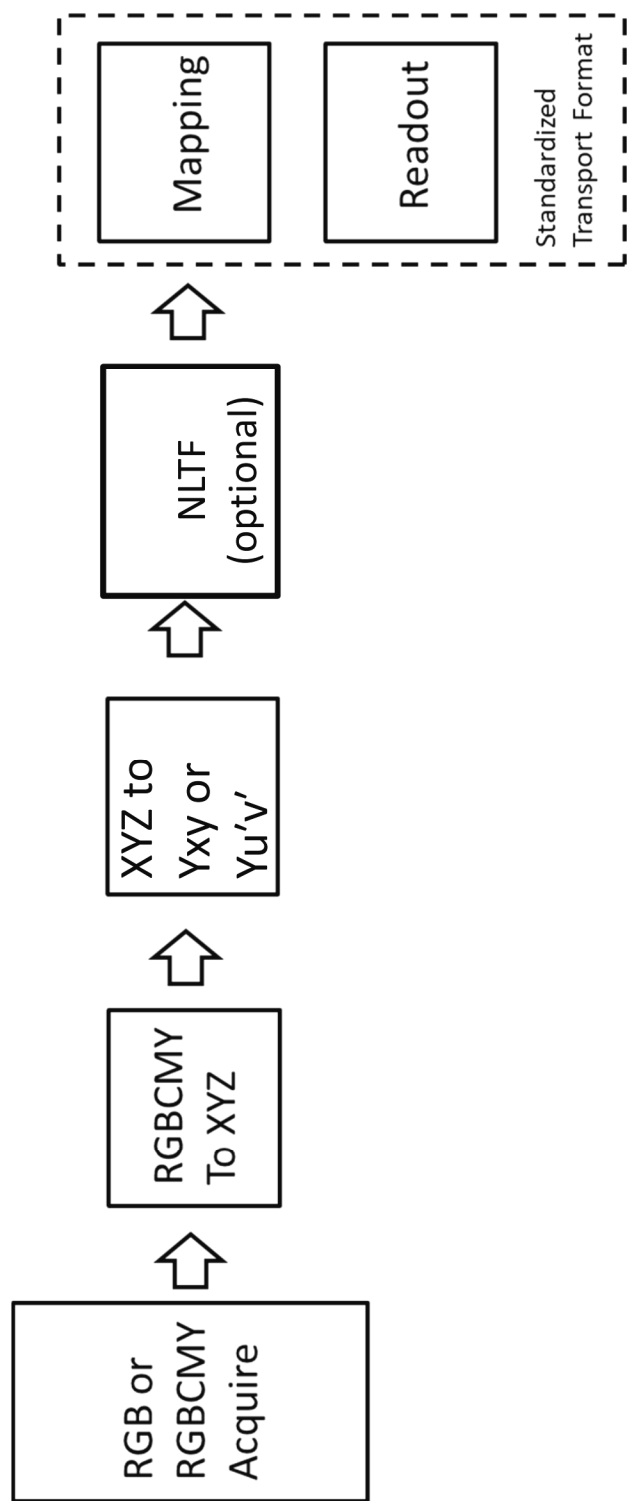 RGB or
RGBCMY
Acquire
RGBCMY
To XYZ
XYZ to
Yxy or
Yu’v’
NLTF
(optional)
Mapping
Readout
Standardized
Transport Format